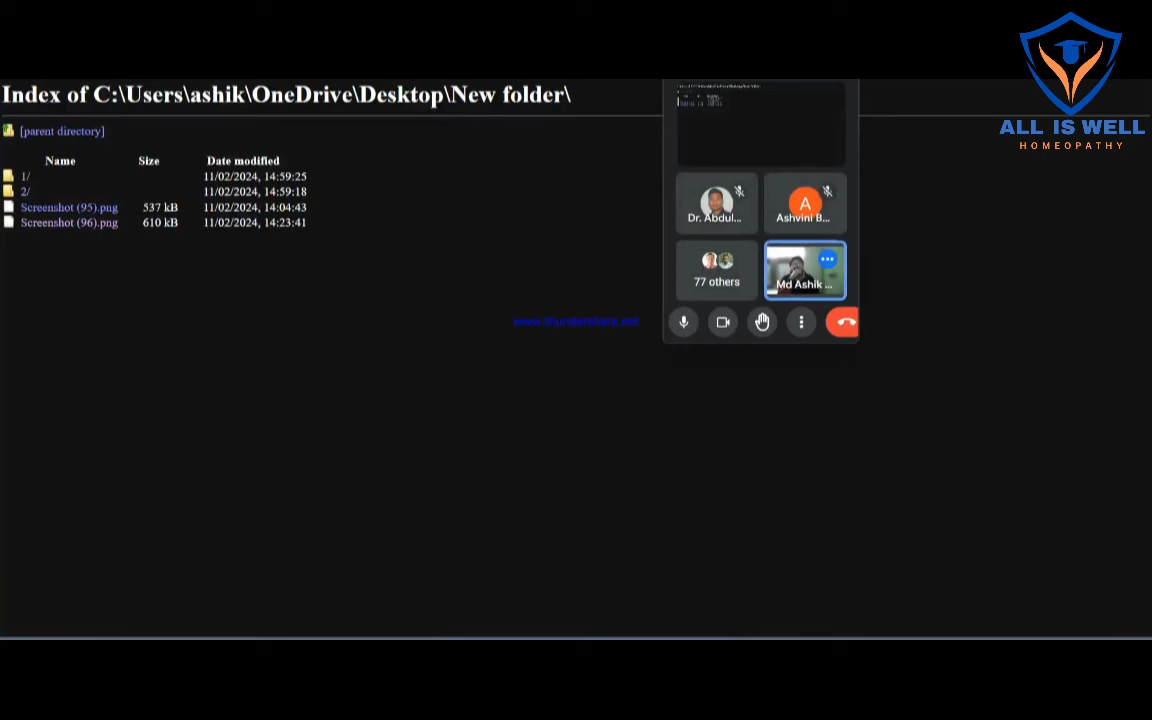 Index of C:\Users\ashik\OneDrive\Desktop\New folder\
[parent directory]
Name Size Date modified
1/ 11/02/2024, 14:59:25
2/ 11/02/2024, 14:59:18
Screenshot (95).png 537 kB 11/02/2024, 14:04:43
Screenshot (96).png 610 kB 11/02/2024, 14:23:41
Dr. Abdul...
A
Ashvini B...
77 others
Md Ashik ...
ALL IS WELL
HOMEOPATHY